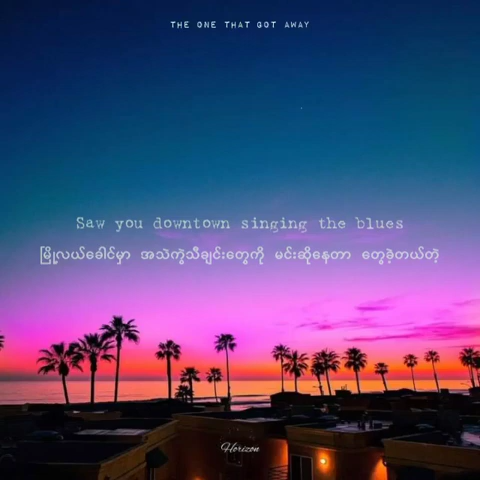 THE ONE THAT GOT AWAY
Saw you downtown singing the blues
မြို့လယ်ခေါင်မှာ အသဲကွဲသီချင်းတွေကို မင်းဆိုနေတာ တွေ့ခဲ့တယ်တဲ့
Horizon